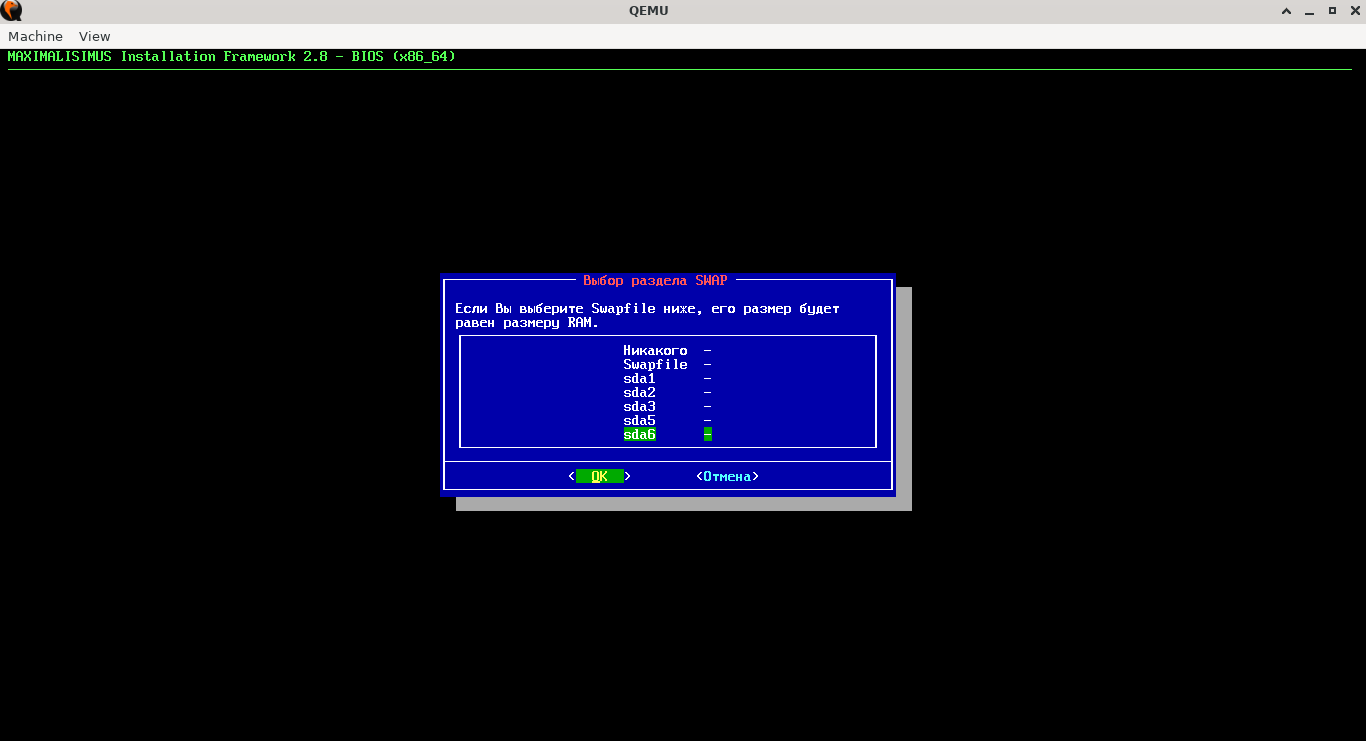 QEMU
Machine View
MAXIMALISIMUS Installation Framework 2.8 - BIOS (x86_64)
Выбор раздела SWAP
Если Вы выберите Swapfile ниже, его размер будет
равен размеру RAM.
Никакого -
Swapfile -
sda1 -
sda2 -
sda3 -
sda5 -
sda6 -
< OK > <Отмена>